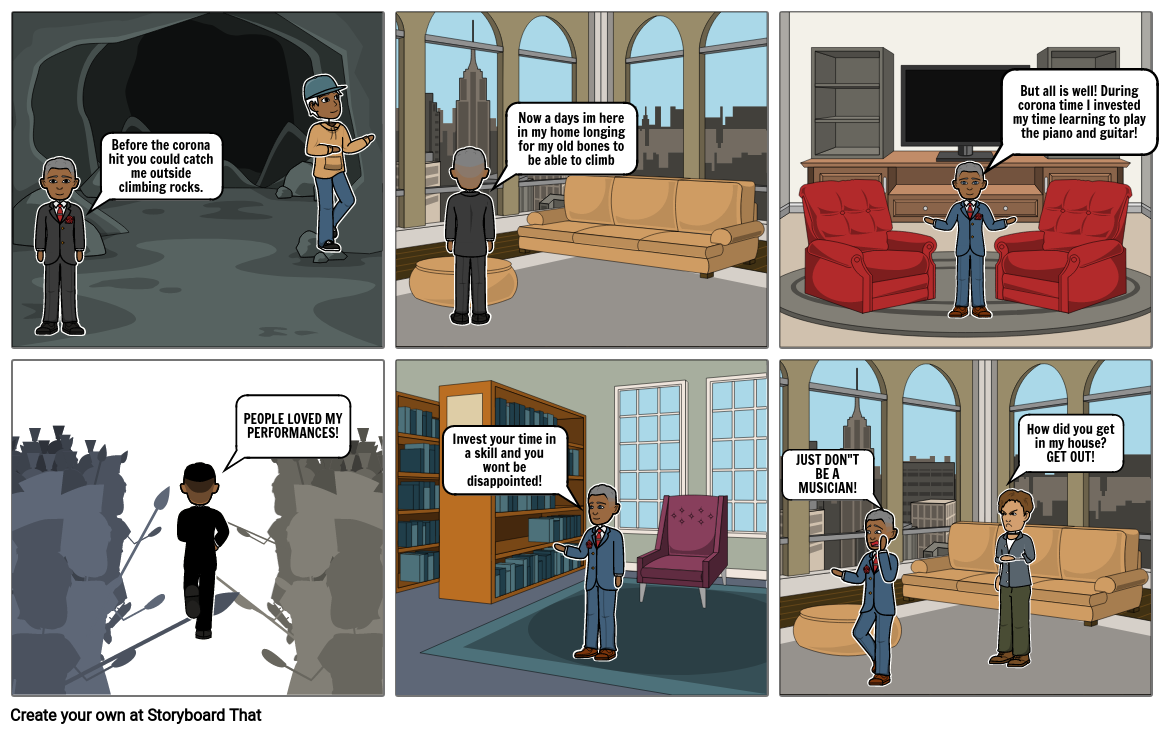 Before the corona
hit you could catch
me outside
climbing rocks.
Now a days im here
in my home longing
for my old bones to
be able to climb
But all is well! During
corona time I invested
my time learning to play
the piano and guitar!
PEOPLE LOVED MY
PERFORMANCES!
Invest your time in
a skill and you
wont be
disappointed!
JUST DON"T
BE A
MUSICIAN!
How did you get
in my house?
GET OUT!
Create your own at Storyboard That